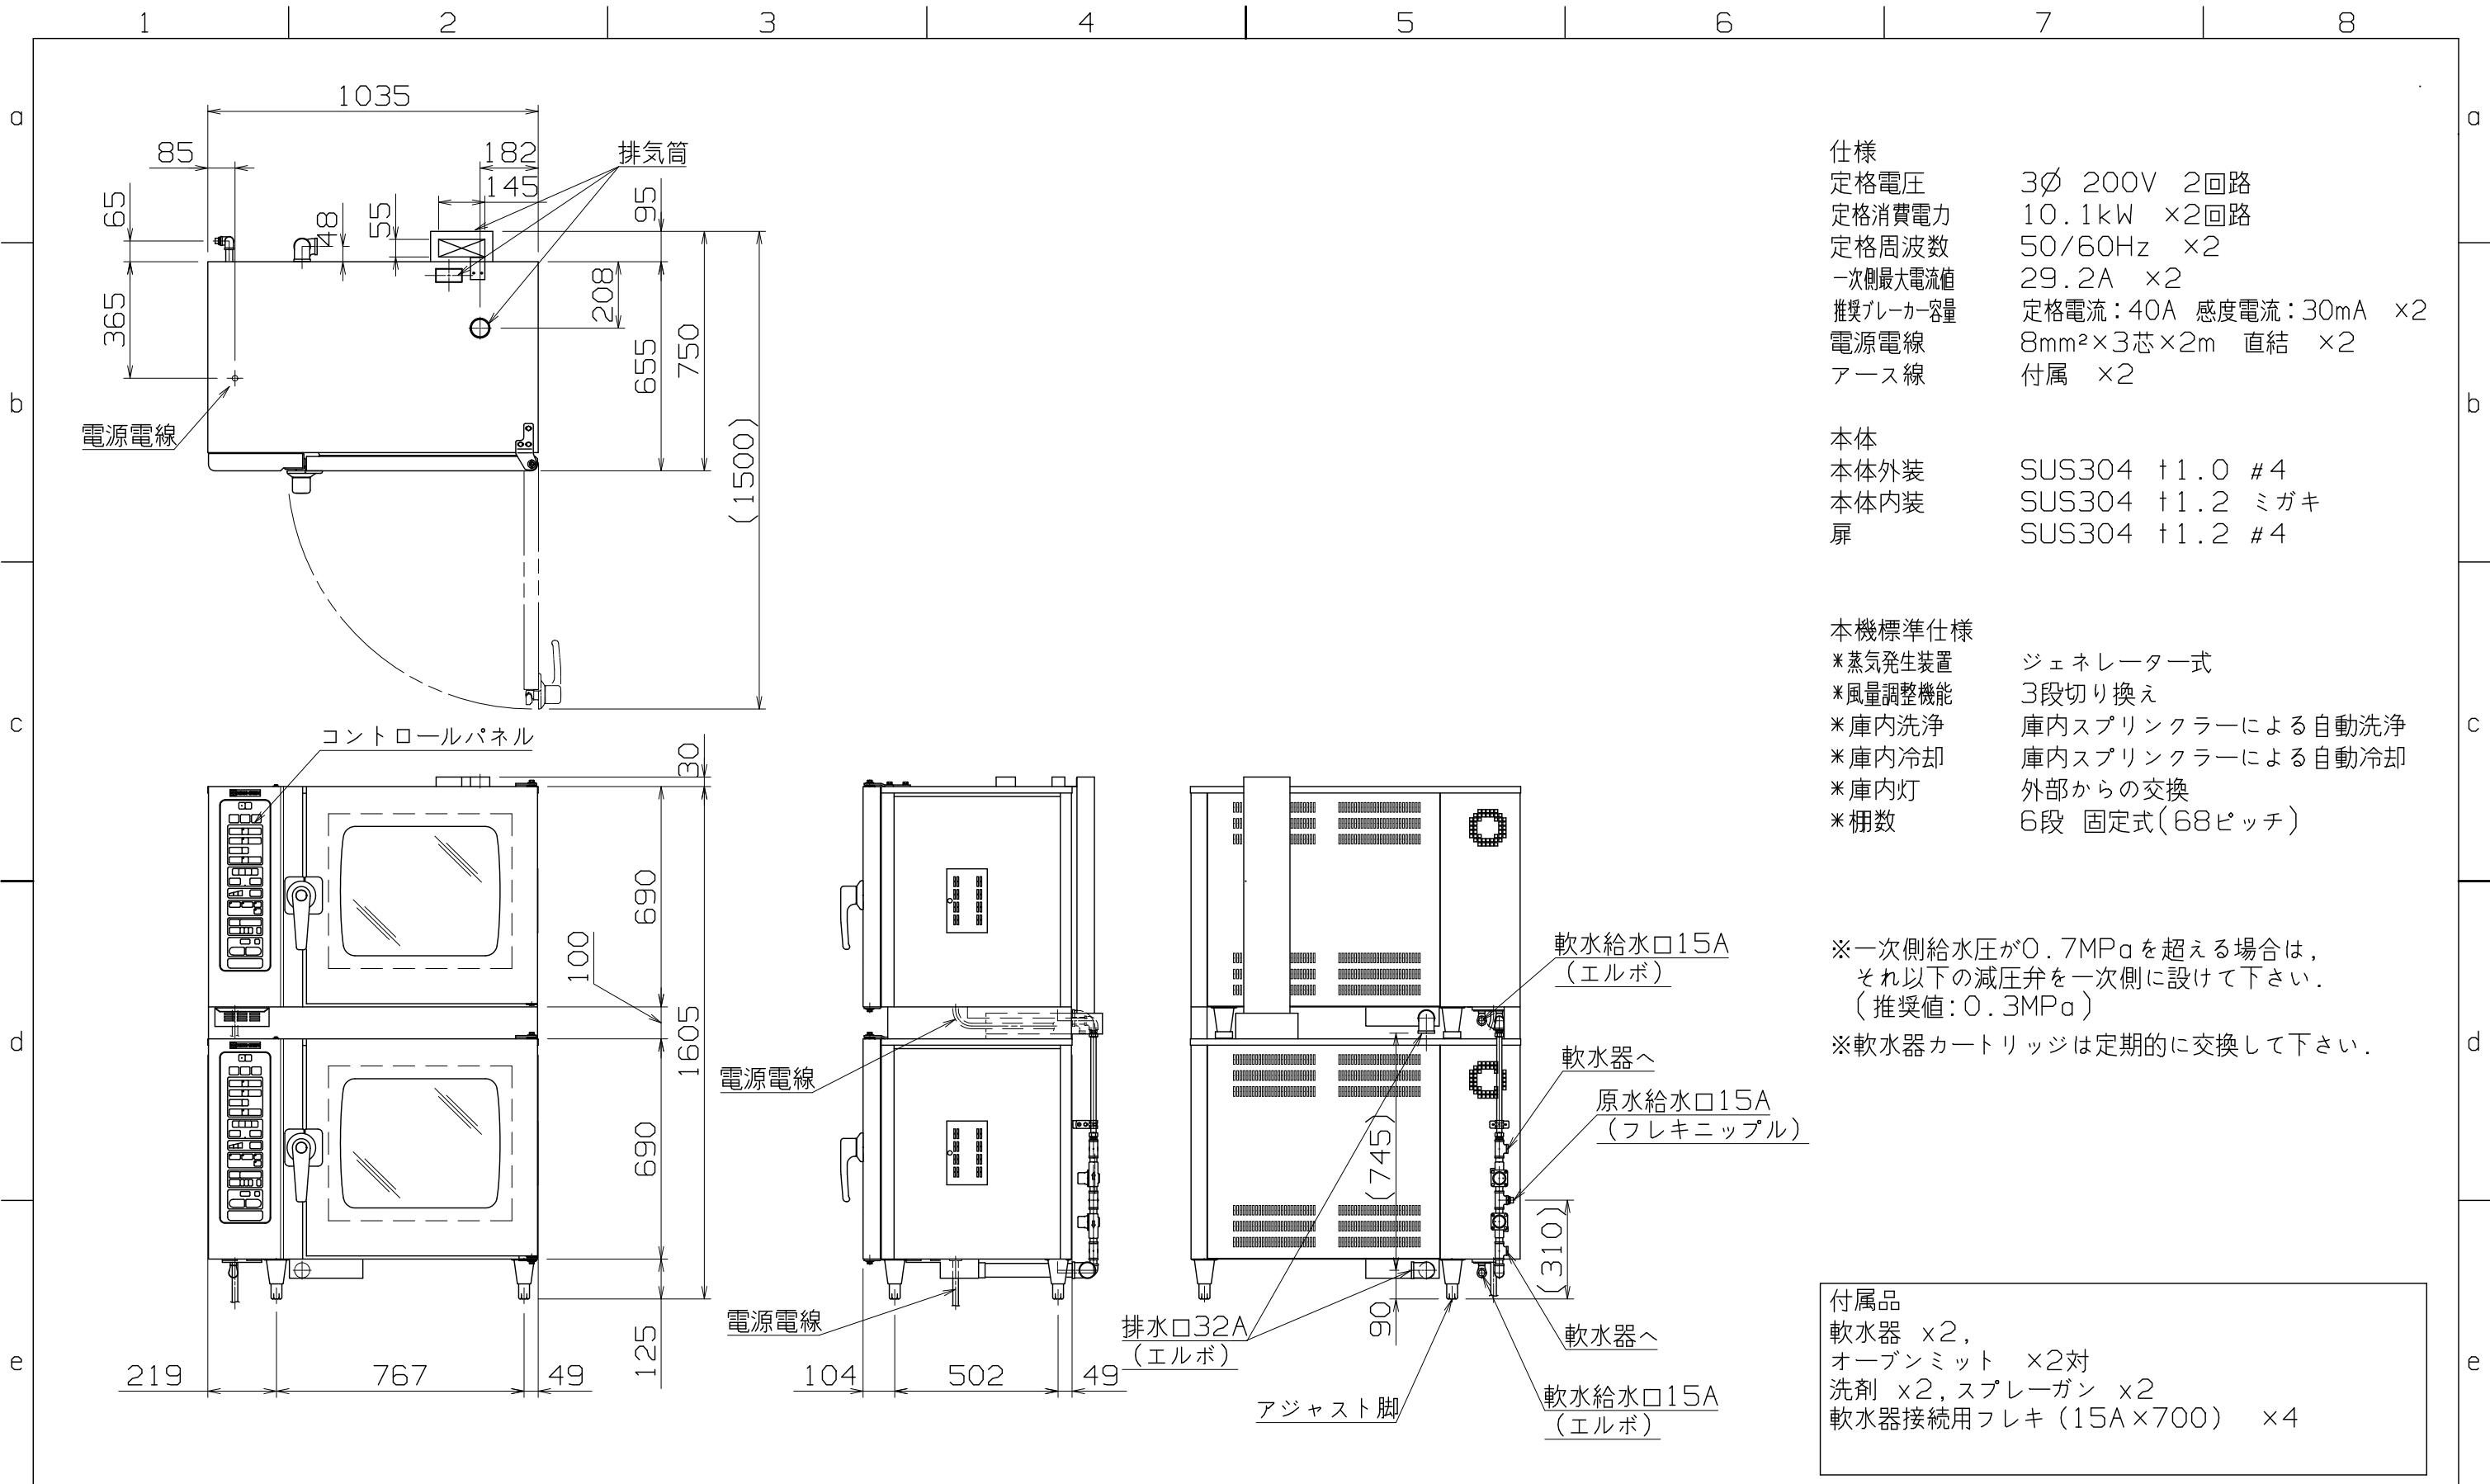 1 2 3 4 5 6 7 8
a
a
b
b
c
c
d
d
e
e
1035
85
182
排気筒
145
65
48
55
95
365
208
655
750
(1500)
電源電線
コントロールパネル
30
690
100
1605
690
125
219
767
49
電源電線
電源電線
104
502
49
排水口32A
(エルボ)
アジャスト脚
軟水給水口15A
(エルボ)
軟水器へ
原水給水口15A
(フレキニップル)
(745)
(310)
90
軟水器へ
軟水給水口15A
(エルボ)
仕様
定格電圧 3Ø 200V 2回路
定格消費電力 10.1kW ×2回路
定格周波数 50/60Hz ×2
一次側最大電流値 29.2A ×2
推奨ブレーカー容量 定格電流:40A 感度電流:30mA ×2
電源電線 8mm²×3芯×2m 直結 ×2
アース線 付属 ×2
本体
本体外装 SUS304 t1.0 #4
本体内装 SUS304 t1.2 ミガキ
扉 SUS304 t1.2 #4
本機標準仕様
*蒸気発生装置 ジェネレーター式
*風量調整機能 3段切り換え
*庫内洗浄 庫内スプリンクラーによる自動洗浄
*庫内冷却 庫内スプリンクラーによる自動冷却
*庫内灯 外部からの交換
*棚数 6段 固定式(68ピッチ)
※一次側給水圧が0.7MPaを超える場合は,
それ以下の減圧弁を一次側に設けて下さい.
(推奨値:0.3MPa)
※軟水器カートリッジは定期的に交換して下さい.
付属品
軟水器 x2,
オーブンミット ×2対
洗剤 x2,スプレーガン x2
軟水器接続用フレキ(15A×700) ×4